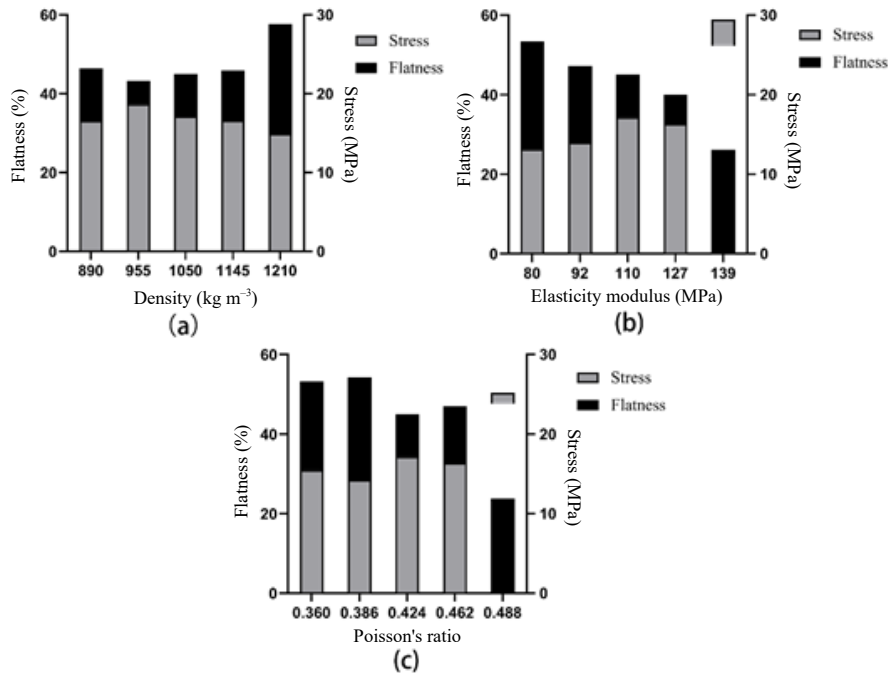 60
40
20
0
Flatness (%)
30
20
10
0
Stress (MPa)
Stress
Flatness
890 955 1050 1145 1210
Density (kg m⁻³)
(a)
60
40
20
0
Flatness (%)
30
20
10
0
Stress (MPa)
Stress
Flatness
80 92 110 127 139
Elasticity modulus (MPa)
(b)
60
40
20
0
Flatness (%)
30
20
10
0
Stress (MPa)
Stress
Flatness
0.360 0.386 0.424 0.462 0.488
Poisson's ratio
(c)